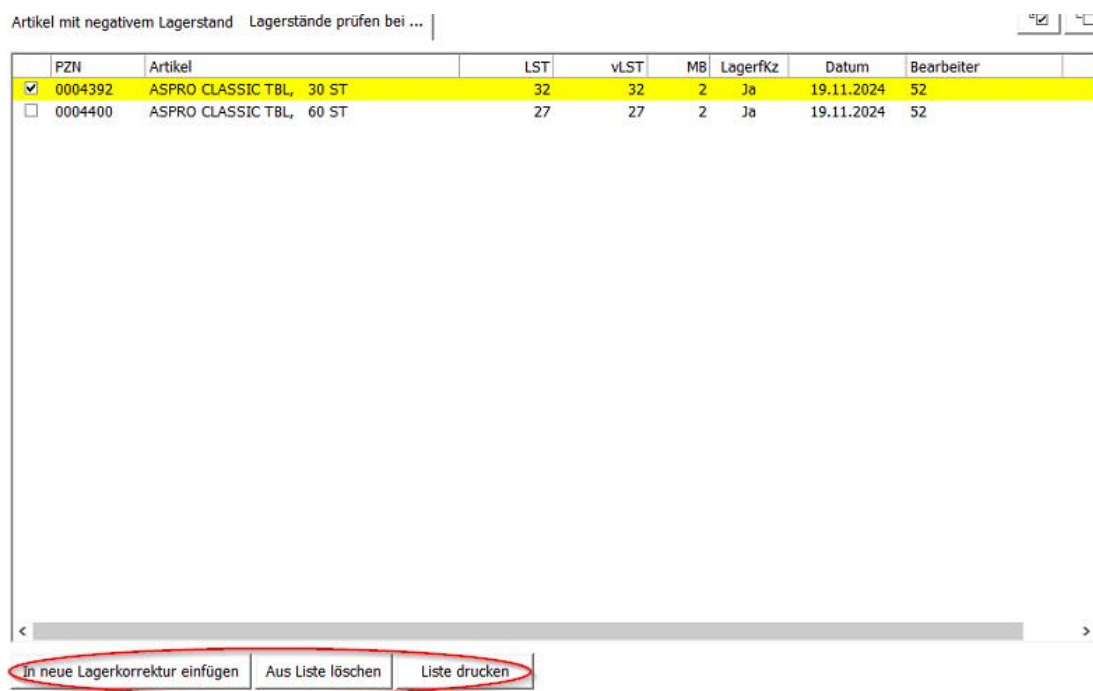 Artikel mit negativem Lagerstand Lagerstände prüfen bei ...
PZN Artikel LST vLST MB LagerfKz Datum Bearbeiter
0004392 ASPRO CLASSIC TBL, 30 ST 32 32 2 Ja 19.11.2024 52
0004400 ASPRO CLASSIC TBL, 60 ST 27 27 2 Ja 19.11.2024 52
In neue Lagerkorrektur einfügen Aus Liste löschen Liste drucken